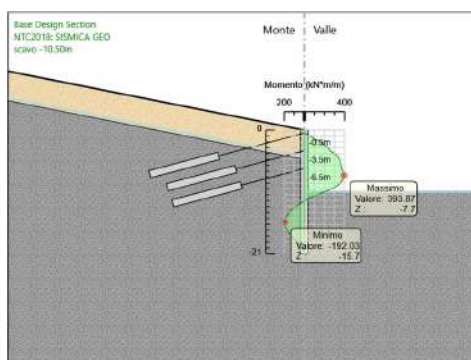 Base Design Section
NTC2018: SISMICA GEO
scavo -10.50m
Monte Valle
Momento (kN*m/m)
200 400
0
-0.5m
-3.5m
-6.5m
Massimo
Valore: 393.87
Z : -7.7
Minimo
Valore: -192.03
Z -15.7
-21